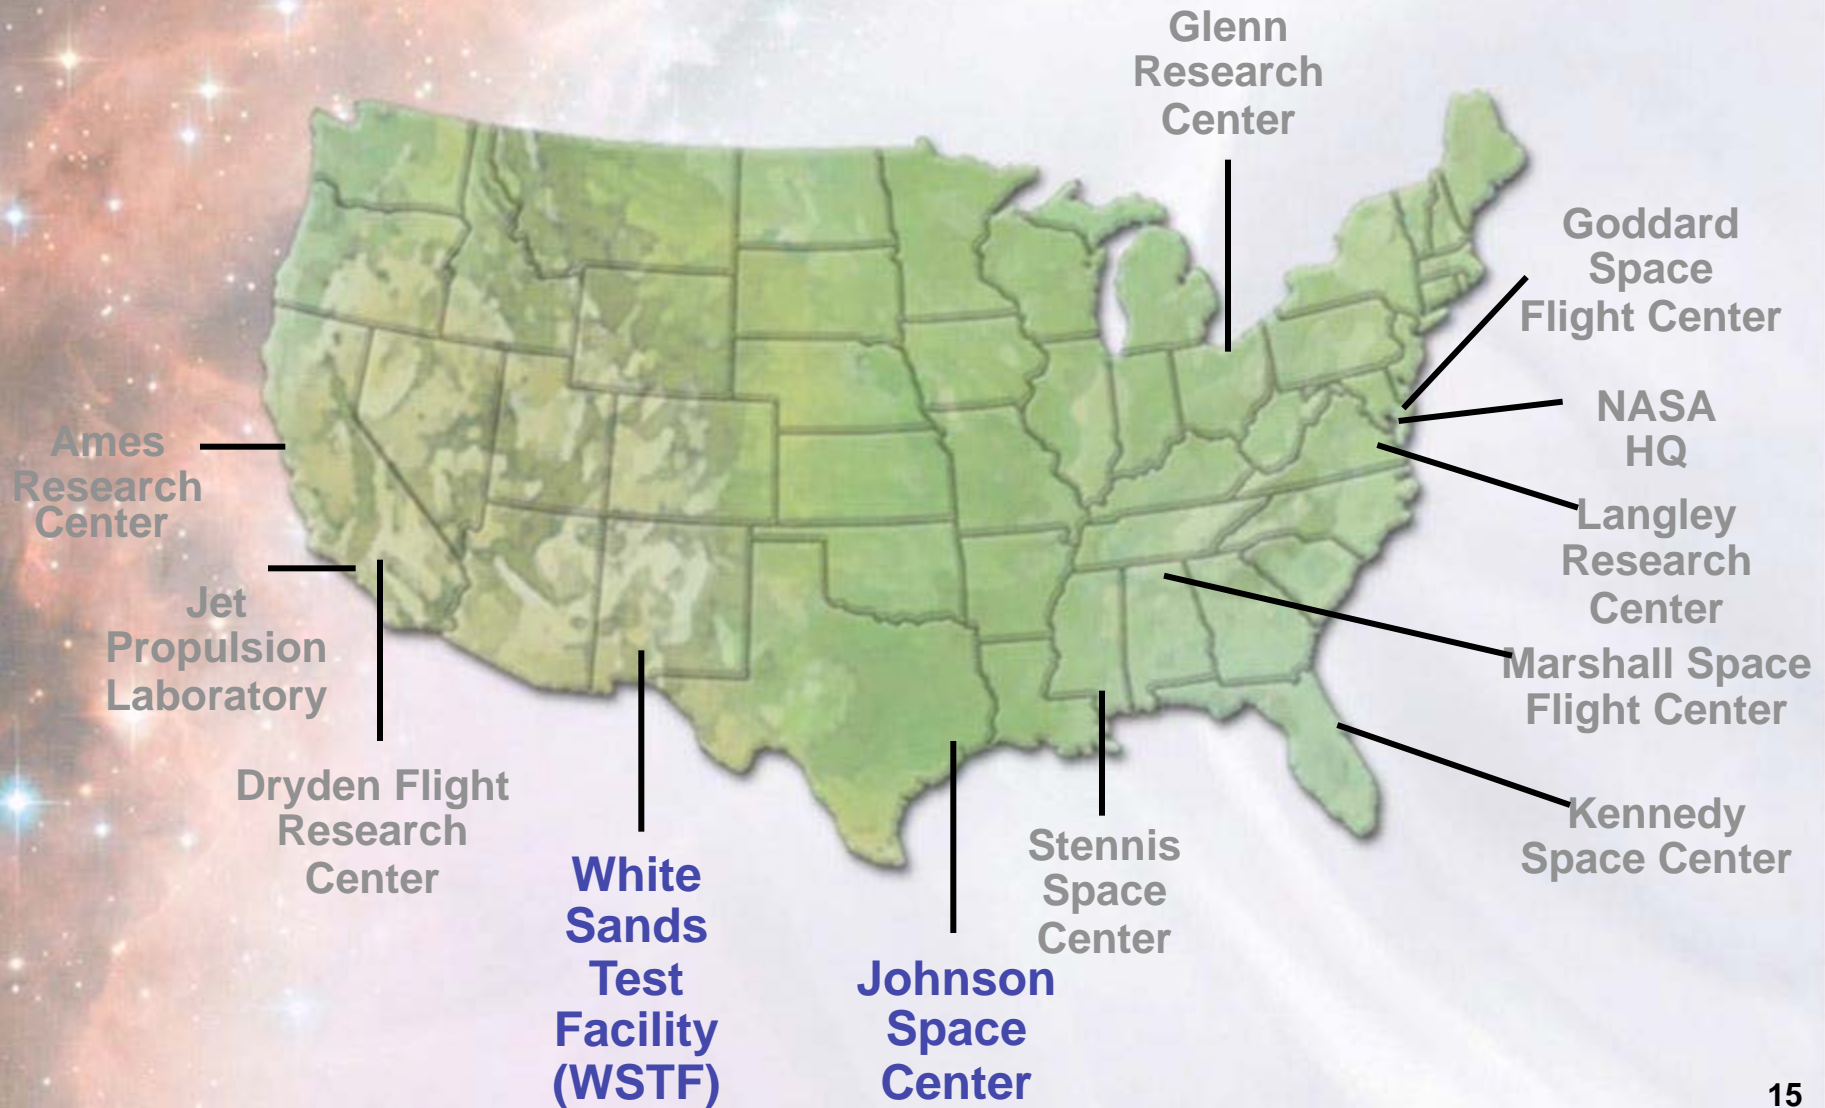 Glenn
Research
Center
Goddard
Space
Flight Center
NASA
HQ
Langley
Research
Center
Marshall Space
Flight Center
Kennedy
Space Center
Ames
Research
Center
Jet
Propulsion
Laboratory
Dryden Flight
Research
Center
White
Sands
Test
Facility
(WSTF)
Johnson
Space
Center
Stennis
Space
Center
15